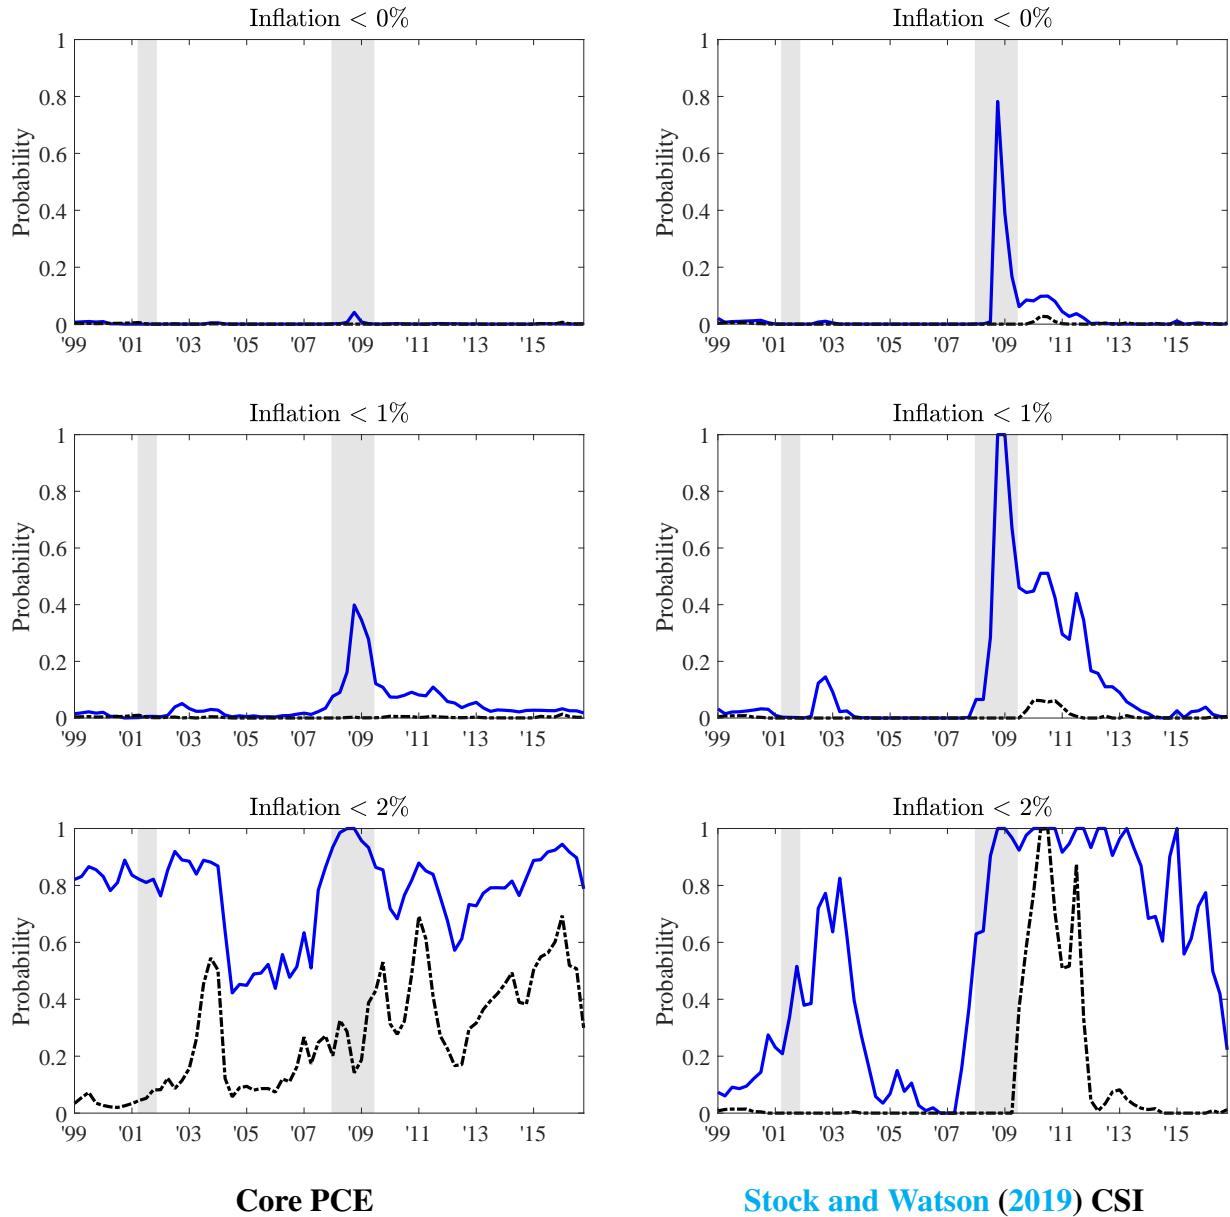 Inflation < 0%
Probability
1
0.8
0.6
0.4
0.2
0
'99 '01 '03 '05 '07 '09 '11 '13 '15
Inflation < 0%
Probability
1
0.8
0.6
0.4
0.2
0
'99 '01 '03 '05 '07 '09 '11 '13 '15
Inflation < 1%
Probability
1
0.8
0.6
0.4
0.2
0
'99 '01 '03 '05 '07 '09 '11 '13 '15
Inflation < 1%
Probability
1
0.8
0.6
0.4
0.2
0
'99 '01 '03 '05 '07 '09 '11 '13 '15
Inflation < 2%
Probability
1
0.8
0.6
0.4
0.2
0
'99 '01 '03 '05 '07 '09 '11 '13 '15
Inflation < 2%
Probability
1
0.8
0.6
0.4
0.2
0
'99 '01 '03 '05 '07 '09 '11 '13 '15
Core PCE
Stock and Watson (2019) CSI